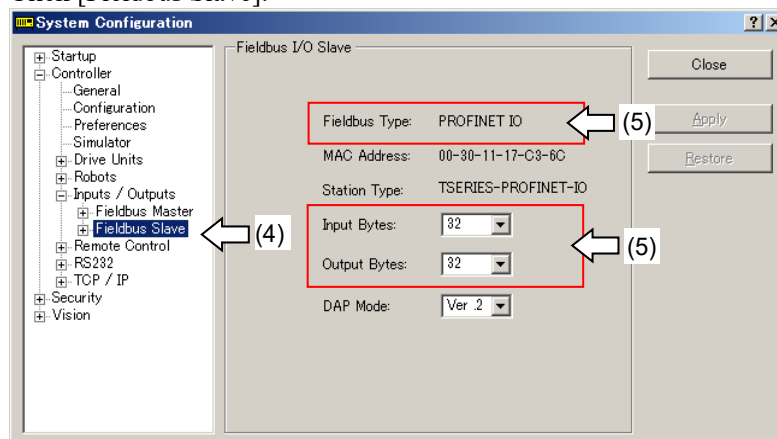 System Configuration
Startup
Controller
General
Configuration
Preferences
Simulator
Drive Units
Robots
Inputs / Outputs
Fieldbus Master
Fieldbus Slave
Remote Control
RS232
TCP / IP
Security
Vision
(4)
Fieldbus I/O Slave
Fieldbus Type: PROFINET IO
(5)
MAC Address: 00-30-11-17-C3-6C
Station Type: TSERIES-PROFINET-IO
Input Bytes: 32
Output Bytes: 32
(5)
DAP Mode: Ver .2
Close
Apply
Restore